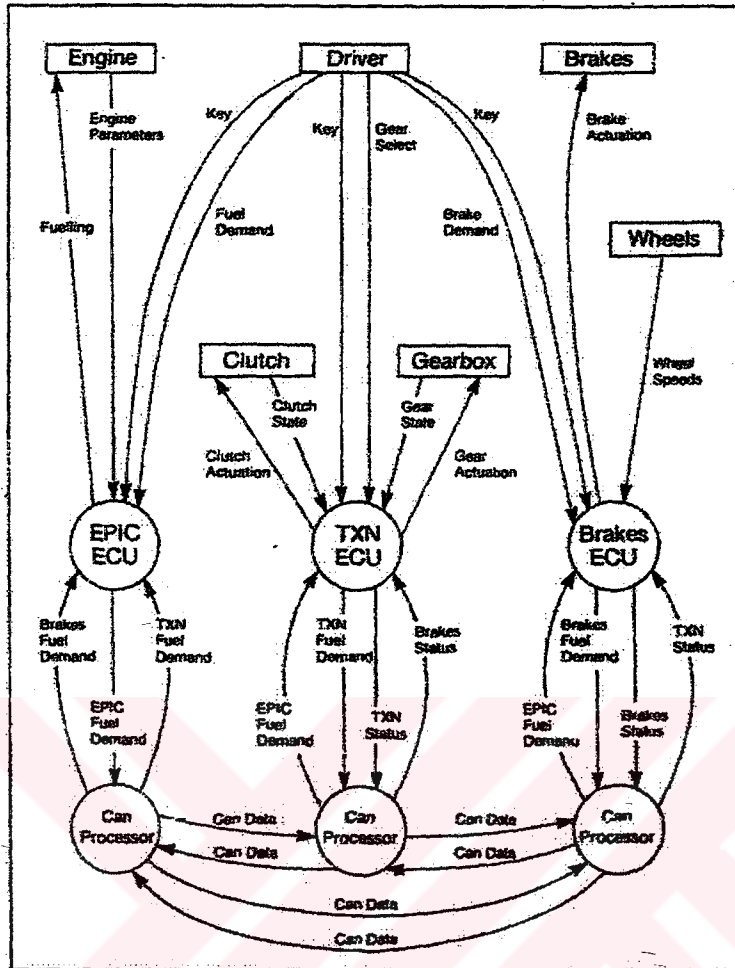 Engine
Driver
Brakes
Key
Engine
Parameters
Key
Gear
Select
Key
Brake
Actuation
Fuelling
Fuel
Demand
Brake
Demand
Wheels
Clutch
Gearbox
Wheel
Speeds
Clutch
State
Gear
State
Clutch
Actuation
Gear
Actuation
EPIC
ECU
TXN
ECU
Brakes
ECU
Brakes
Fuel
Demand
TXN
Fuel
Demand
TXN
Fuel
Demand
Brakes
Status
Brakes
Fuel
Demand
TXN
Status
EPIC
Fuel
Demand
EPIC
Fuel
Demand
TXN
Status
EPIC
Fuel
Demand
Brakes
Status
Can
Processor
Can Data
Can Data
Can
Processor
Can Data
Can Data
Can
Processor
Can Data
Can Data